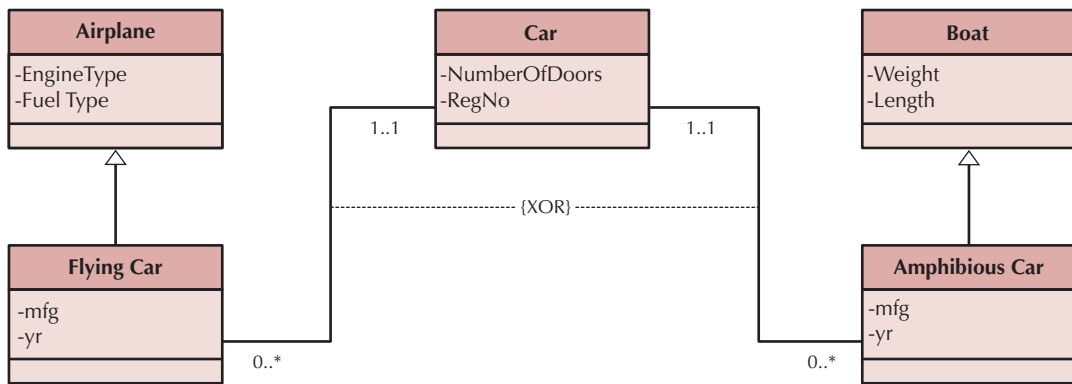 Airplane
-EngineType
-Fuel Type
Car
-NumberOfDoors
-RegNo
Boat
-Weight
-Length
1..1
1..1
{XOR}
Flying Car
-mfg
-yr
0..*
Amphibious Car
-mfg
-yr
0..*